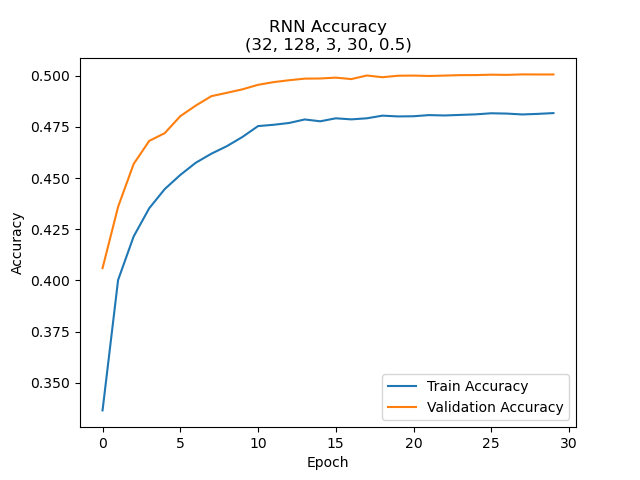 RNN Accuracy
(32, 128, 3, 30, 0.5)
0.500
0.475
0.450
0.425
0.400
0.375
0.350
Accuracy
Train Accuracy
Validation Accuracy
0 5 10 15 20 25 30
Epoch